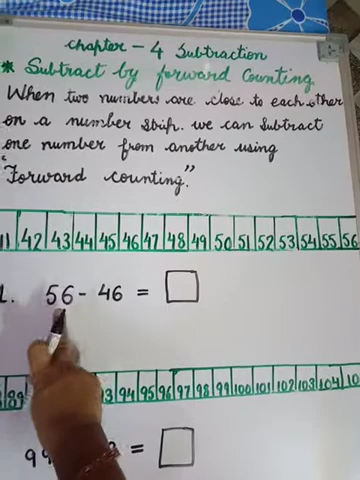 chapter - 4 Subtraction
* Subtract by forward Counting
When two numbers are close to each other
on a number strip. we can Subtract
one number from another using
"Forward counting."
42 43 44 45 46 47 48 49 50 51 52 53 54 55 56
1. 56 - 46 = 
94 95 96 97 98 99 100 101 102 103 104
=